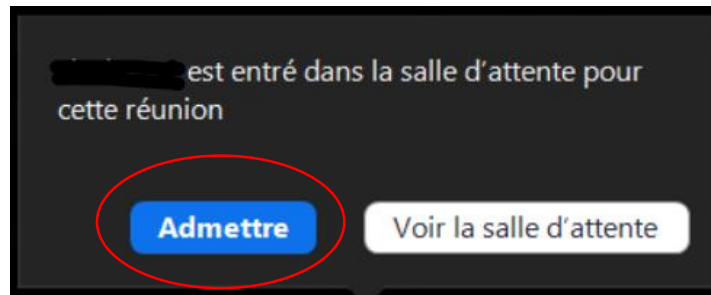 est entré dans la salle d'attente pour
cette réunion
Admettre
Voir la salle d'attente